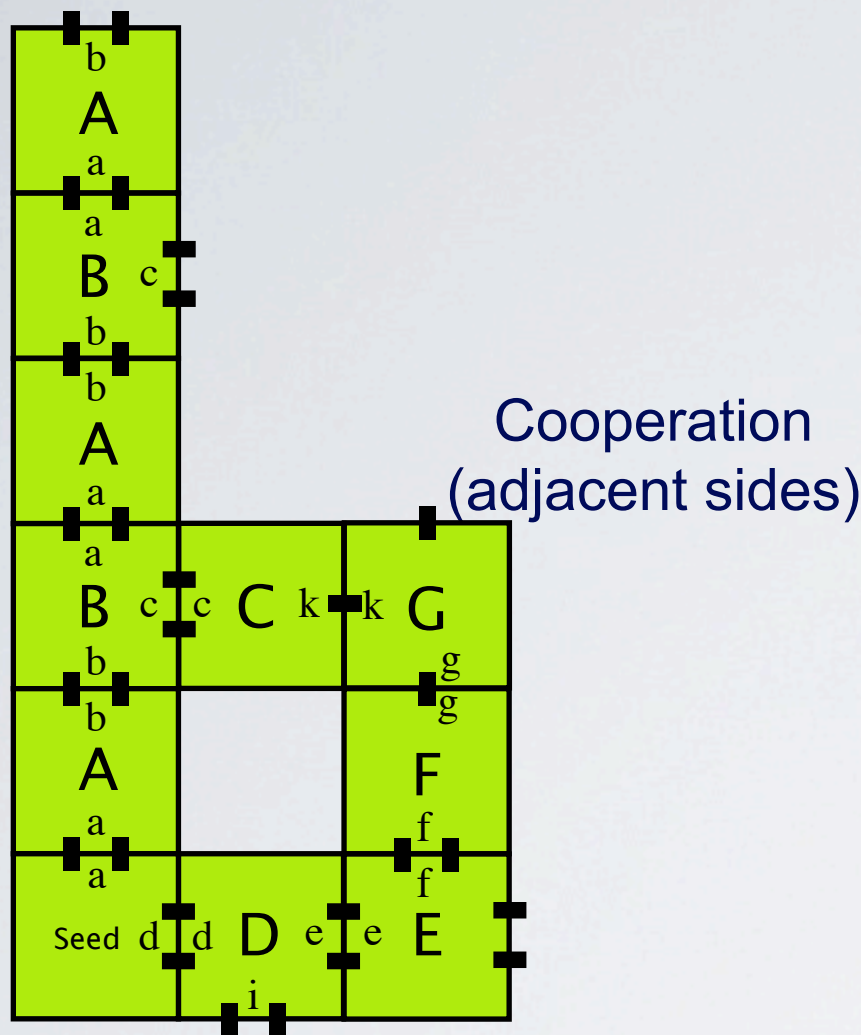 b
A
a
a
B c
b
b
A
a
Cooperation
(adjacent sides)
a
B c c C k k G
b g
b g
A F
a f
a f
Seed d d D e e E
i